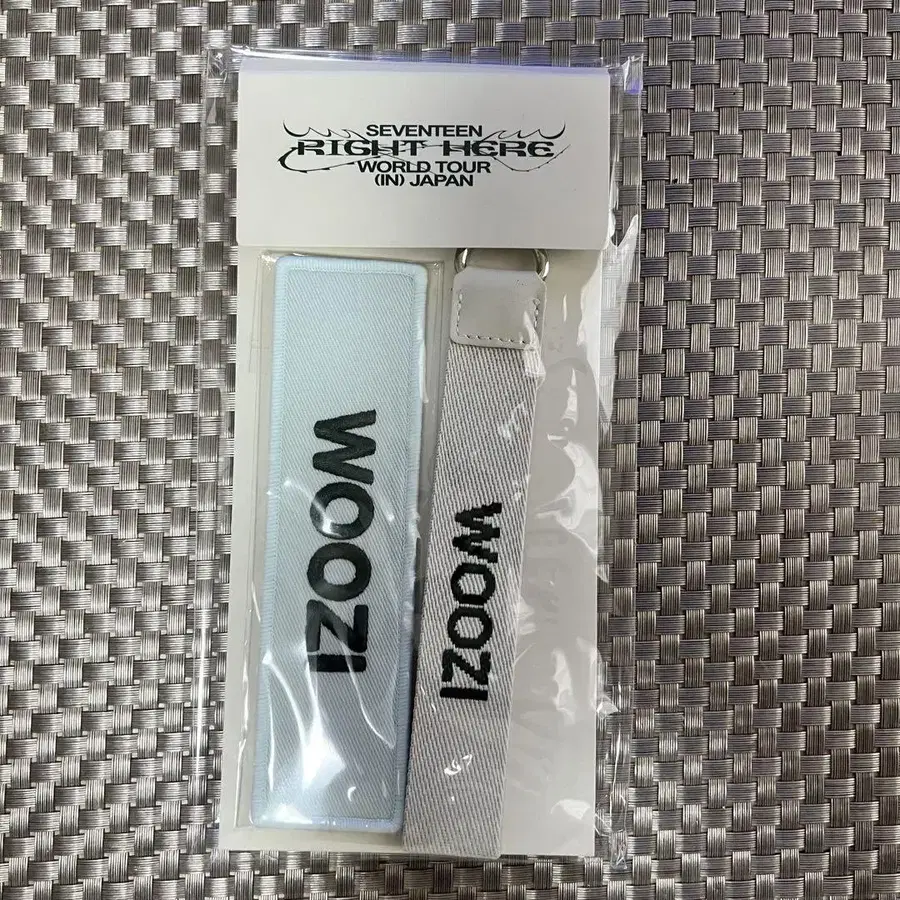 SEVENTEEN
RIGHT HERE
WORLD TOUR
(IN) JAPAN
WOOZI
WOOZI